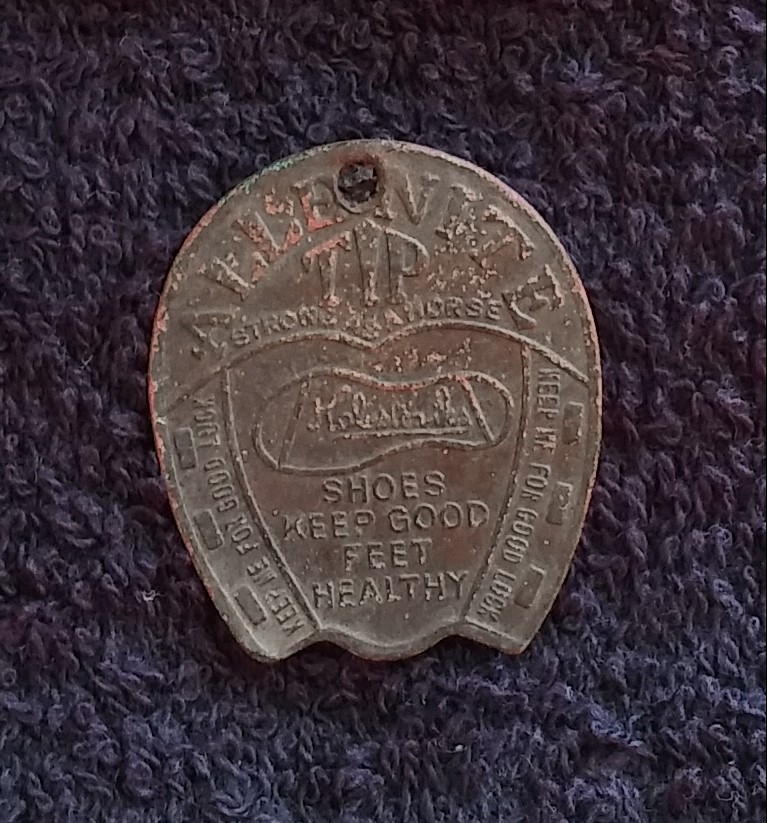 TIP
STRONG AS A HORSE
KEEP ME FOR GOOD LUCK
KEEP ME FOR GOOD LUCK
SHOES
KEEP GOOD
FEET
HEALTHY